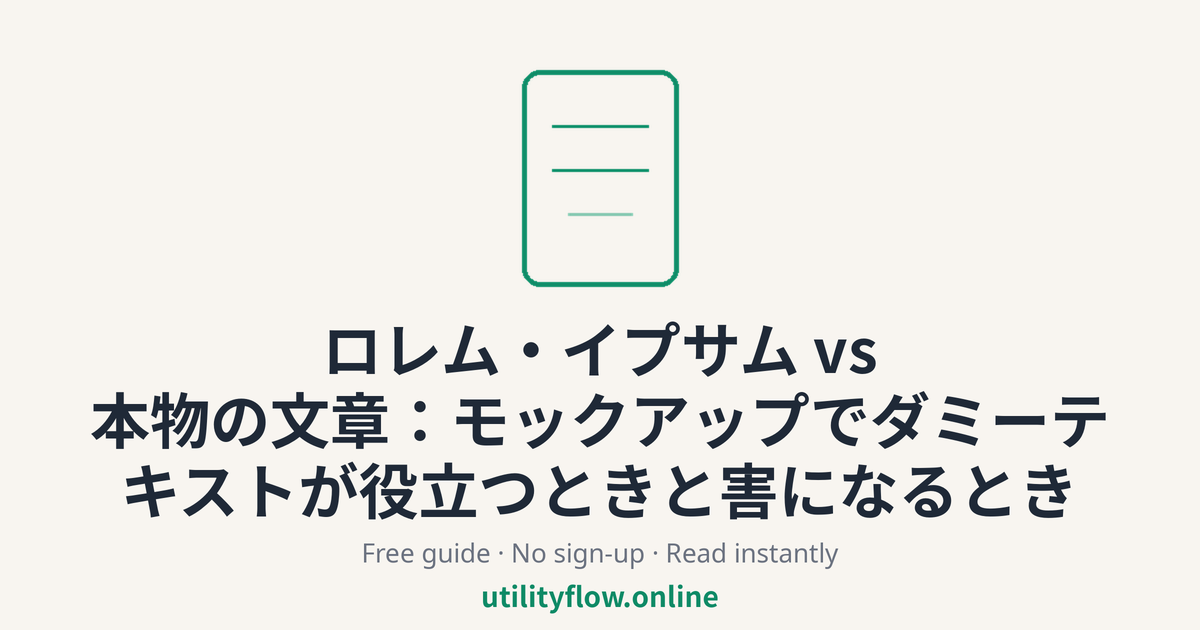 ロレム・イプサム vs
本物の文章：モックアップでダミーテ
キストが役立つときと害になるとき
Free guide · No sign-up · Read instantly
utilityflow.online